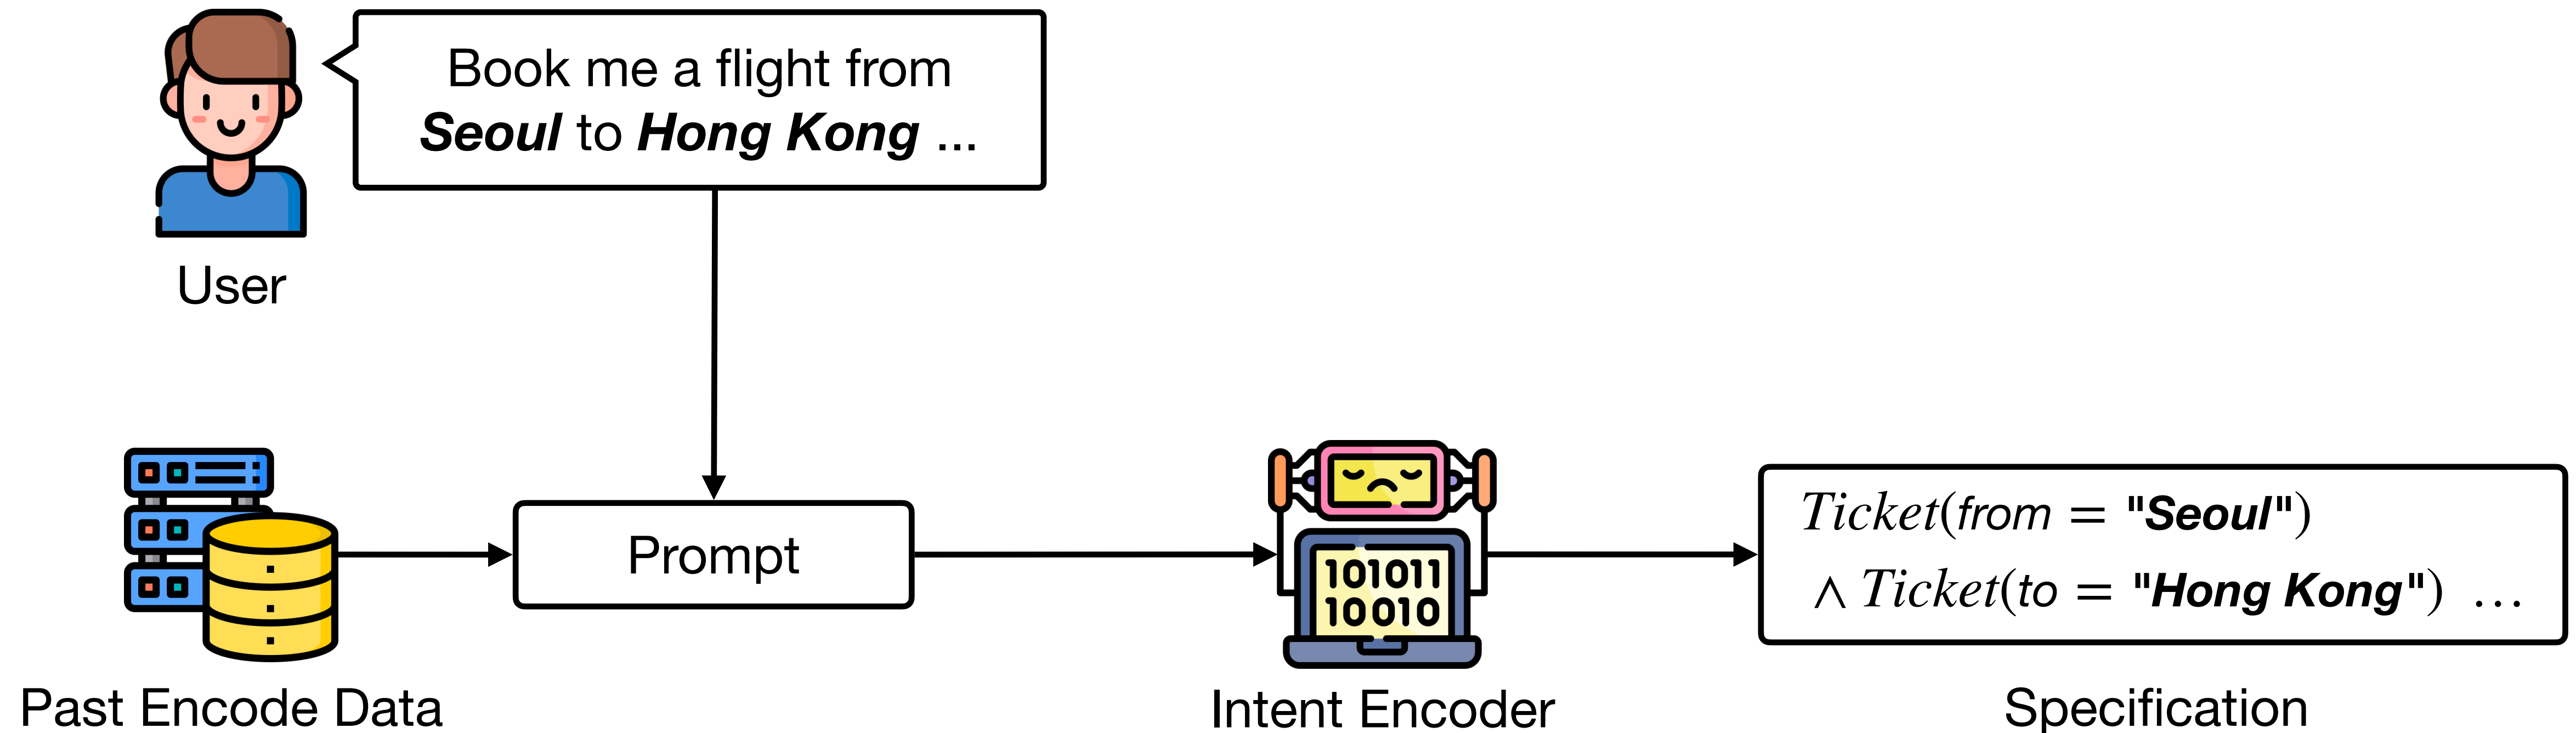 Book me a flight from
Seoul to Hong Kong ...
User
Prompt
101011
10010
Ticket(from = "Seoul")
∧ Ticket(to = "Hong Kong") ...
Past Encode Data
Intent Encoder
Specification